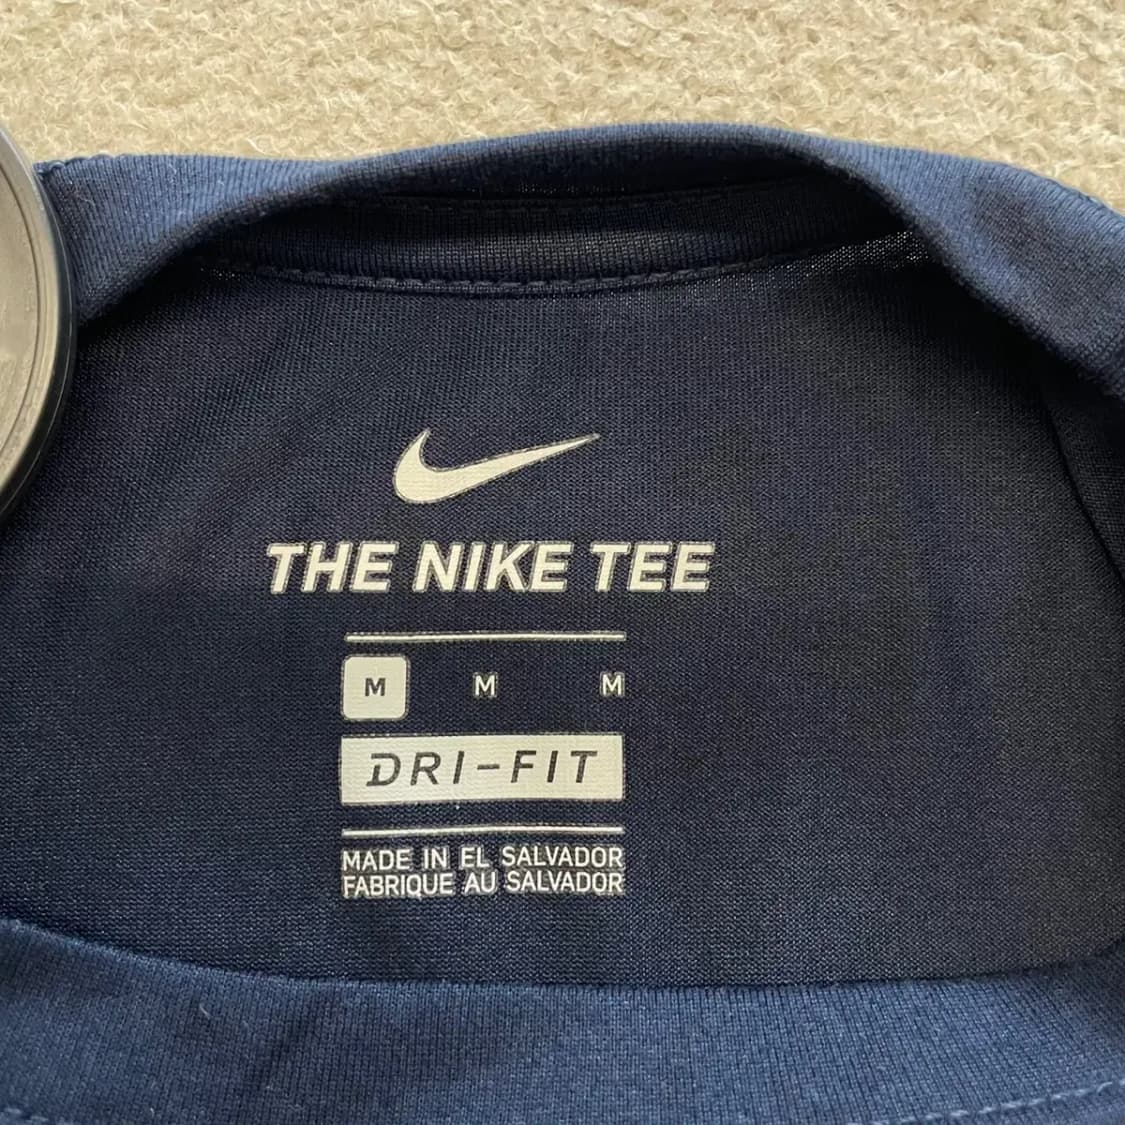 THE NIKE TEE
M M M
DRI-FIT
MADE IN EL SALVADOR
FABRIQUE AU SALVADOR